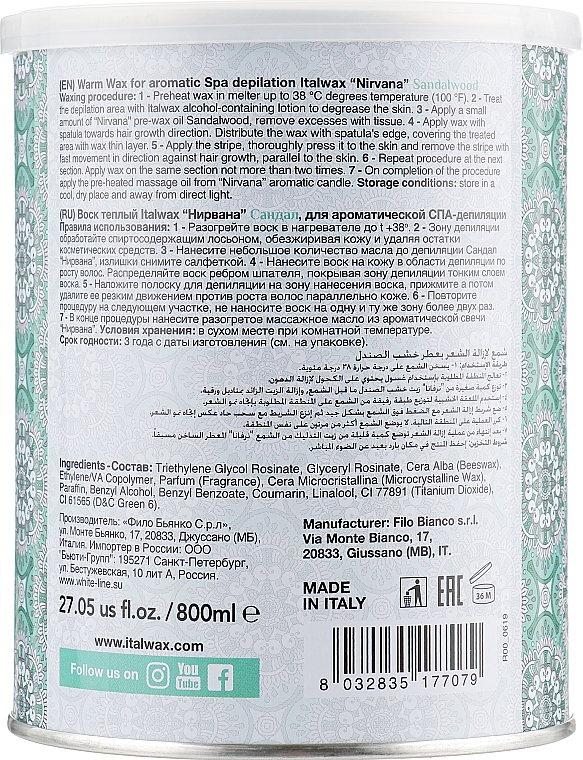 (EN) Warm Wax for aromatic Spa depilation Italwax "Nirvana" Sandalwood
Waxing procedure: 1 - Preheat wax in melter up to 38 °C degrees temperature (100 °F). 2 - Treat
the depilation area with Italwax alcohol-containing lotion to degrease the skin. 3 - Apply a small
amount of "Nirvana" pre-wax oil Sandalwood, remove excesses with tissue. 4 - Apply wax with
spatula towards hair growth direction. Distribute the wax with spatula's edge, covering the treated
area with wax thin layer. 5 - Apply the stripe, thoroughly press it to the skin and remove the stripe with
fast movement in direction against hair growth, parallel to the skin. 6 - Repeat procedure at the next
section. Apply wax on the same section not more than two times. 7 - On completion of the procedure
apply the pre-heated massage oil from "Nirvana" aromatic candle. Storage conditions: store in a
cool, dry place and away from direct light.
(RU) Воск теплый Italwax "Нирвана" Сандал, для ароматической СПА-депиляции
Правила использования: 1 - Разогрейте воск в нагревателе до t +38°. 2 - Зону депиляции
обработайте спиртосодержащим лосьоном, обезжиривая кожу и удаляя остатки
косметических средств. 3 - Нанесите небольшое количество масла до депиляции Сандал
"Нирвана", излишки снимите салфеткой. 4 - Нанесите воск на кожу в области депиляции по
росту волос. Распределяйте воск ребром шпателя, покрывая зону депиляции тонким слоем
воска. 5 - Наложите полоску для депиляции на зону нанесения воска, прижмите а потом
удалите ее резким движением против роста волос параллельно коже. 6 - Повторите
процедуру на следующем участке, не наносите воск на одну и ту же зону более двух раз.
7 - В конце процедуры нанесите разогретое массажное масло из ароматической свечи
"Нирвана". Условия хранения: в сухом месте при комнатной температуре.
Срок годности: 3 года с даты изготовления (см. на упаковке).
شمع لازالة الشعر بعطر خشب الصندل
طريقة الاستخدام: ١- يسخن الشمع على درجة حرارة ٣٨ درجة مئوية.
Ingredients-Состав: Triethylene Glycol Rosinate, Glyceryl Rosinate, Cera Alba (Beeswax),
Ethylene/VA Copolymer, Parfum (Fragrance), Cera Microcristallina (Microcrystalline Wax),
Paraffin, Benzyl Alcohol, Benzyl Benzoate, Coumarin, Linalool, CI 77891 (Titanium Dioxide),
CI 61565 (D&C Green 6).
Производитель: «Фило Бьянко С.р.л»,
ул. Монте Бьянко, 17, 20833, Джуссано (МБ),
Италия. Импортер в России: ООО
"Бьюти-Групп": 195271 Санкт-Петербург,
ул. Бестужевская, 10 лит А, Россия.
www.white-line.su
Manufacturer: Filo Bianco s.r.l.
Via Monte Bianco, 17,
20833, Giussano (MB), IT.
27.05 us fl.oz. / 800ml e
MADE
IN ITALY
EAC
36 M
R00_0619
www.italwax.com
Follow us on
You
Tube
f
8 032835 177079